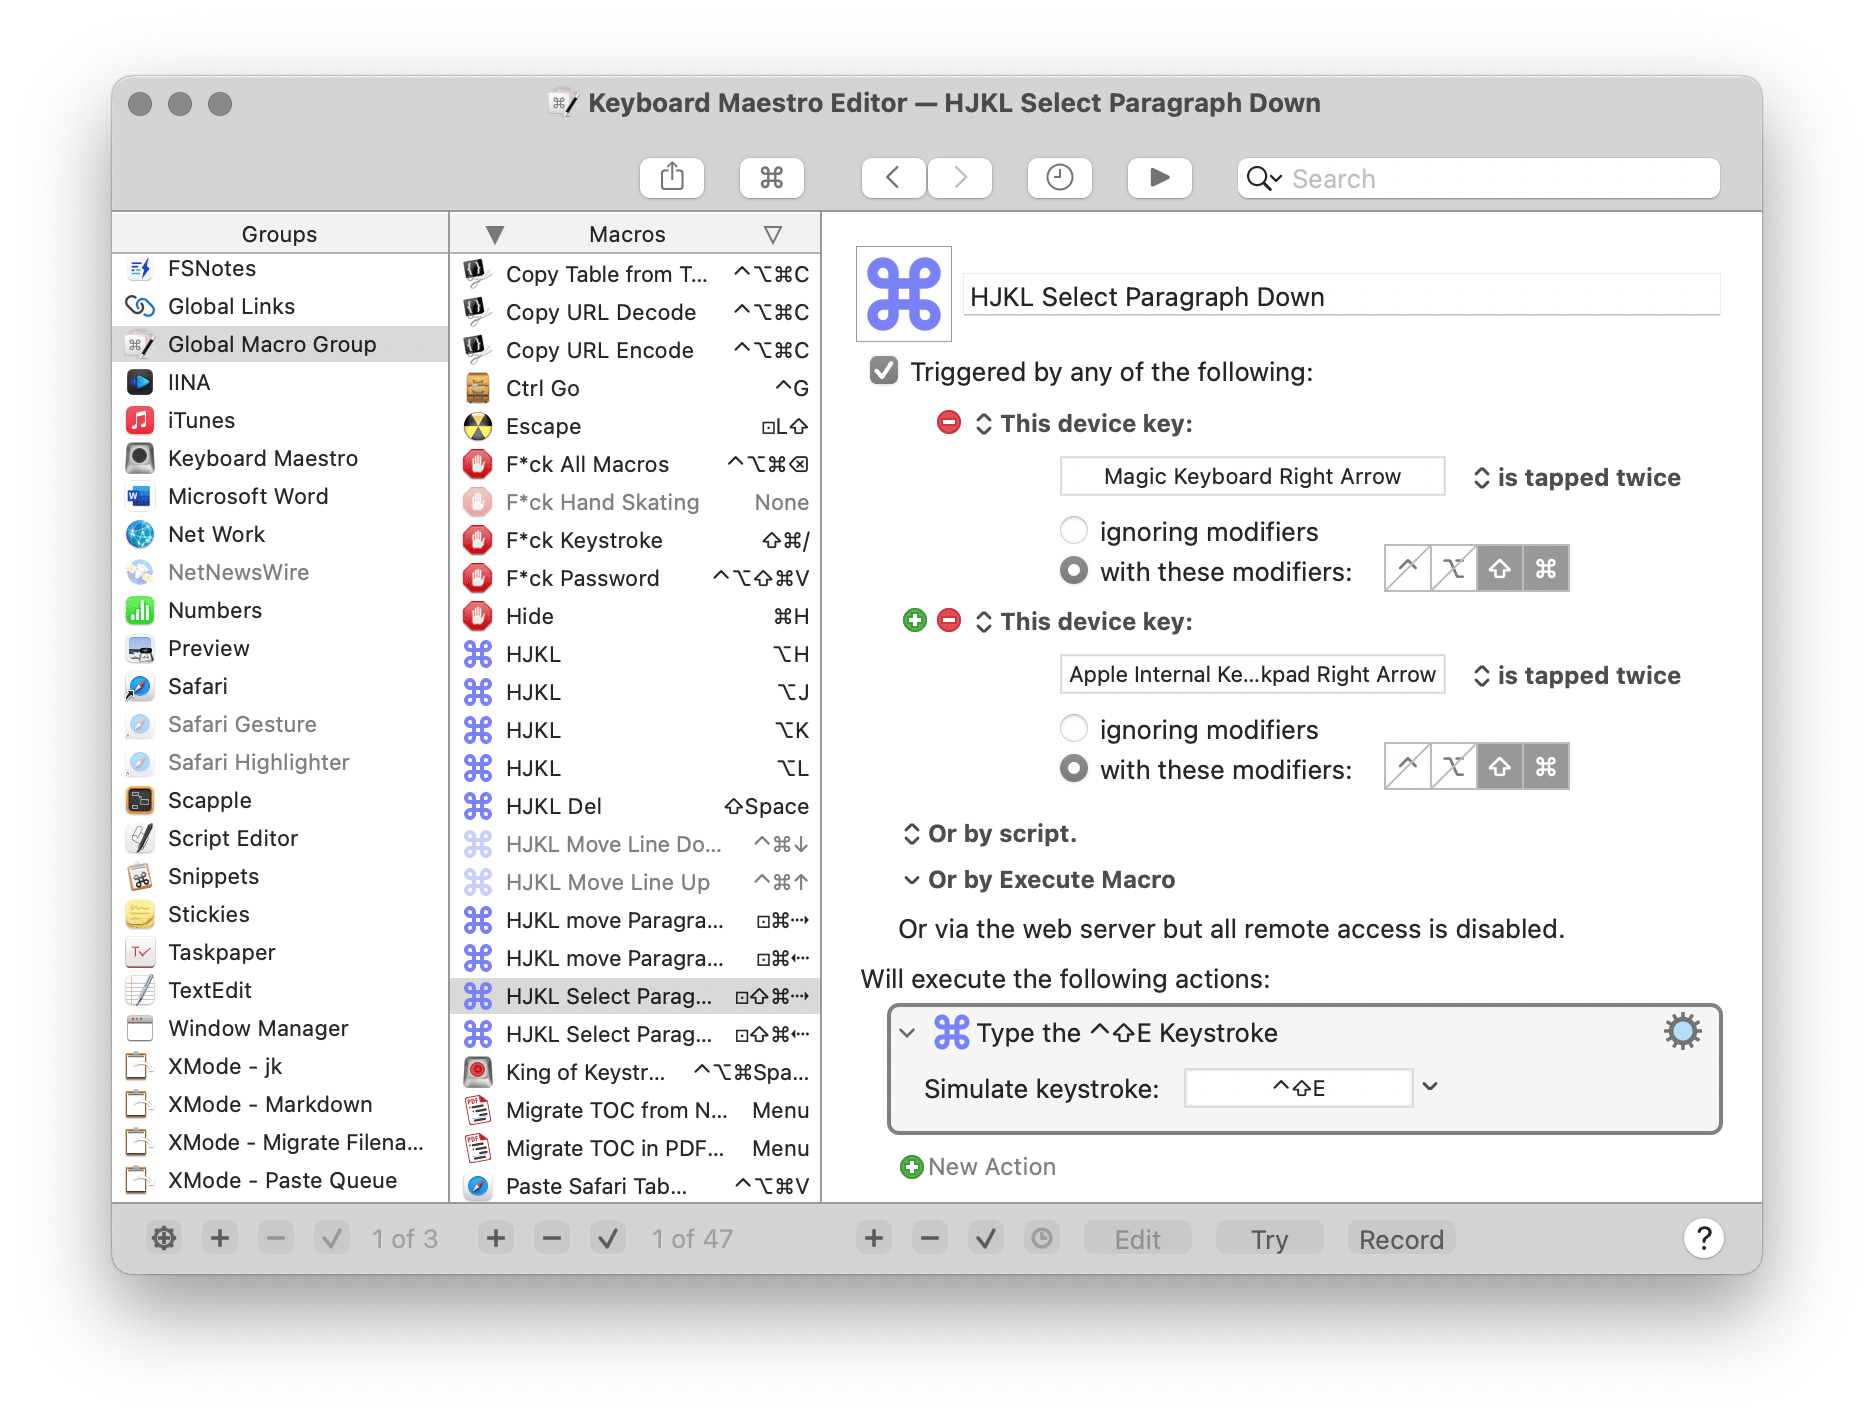 Keyboard Maestro Editor — HJKL Select Paragraph Down
Search
Groups
FSNotes
Global Links
Global Macro Group
IINA
iTunes
Keyboard Maestro
Microsoft Word
Net Work
NetNewsWire
Numbers
Preview
Safari
Safari Gesture
Safari Highlighter
Scapple
Script Editor
Snippets
Stickies
Taskpaper
TextEdit
Window Manager
XMode - jk
XMode - Markdown
XMode - Migrate Filena...
XMode - Paste Queue
1 of 3
Macros
Copy Table from T... ⌃⌥⌘C
Copy URL Decode ⌃⌥⌘C
Copy URL Encode ⌃⌥⌘C
Ctrl Go ⌃G
Escape ⊡L⇧
F*ck All Macros ⌃⌥⌘⌫
F*ck Hand Skating None
F*ck Keystroke ⇧⌘/
F*ck Password ⌃⌥⇧⌘V
Hide ⌘H
HJKL ⌥H
HJKL ⌥J
HJKL ⌥K
HJKL ⌥L
HJKL Del ⇧Space
HJKL Move Line Do... ⌃⌘↓
HJKL Move Line Up ⌃⌘↑
HJKL move Paragra... ⊡⌘⇢
HJKL move Paragra... ⊡⌘⇠
HJKL Select Parag... ⊡⇧⌘⇢
HJKL Select Parag... ⊡⇧⌘⇠
King of Keystr... ⌃⌥⌘Spa...
Migrate TOC from N... Menu
Migrate TOC in PDF... Menu
Paste Safari Tab... ⌃⌥⌘V
1 of 47
HJKL Select Paragraph Down
Triggered by any of the following:
This device key:
Magic Keyboard Right Arrow is tapped twice
ignoring modifiers
with these modifiers: ⌃ ⌥ ⇧ ⌘
This device key:
Apple Internal Ke...kpad Right Arrow is tapped twice
ignoring modifiers
with these modifiers: ⌃ ⌥ ⇧ ⌘
Or by script.
Or by Execute Macro
Or via the web server but all remote access is disabled.
Will execute the following actions:
Type the ⌃⇧E Keystroke
Simulate keystroke: ⌃⇧E
New Action
Edit Try Record ?